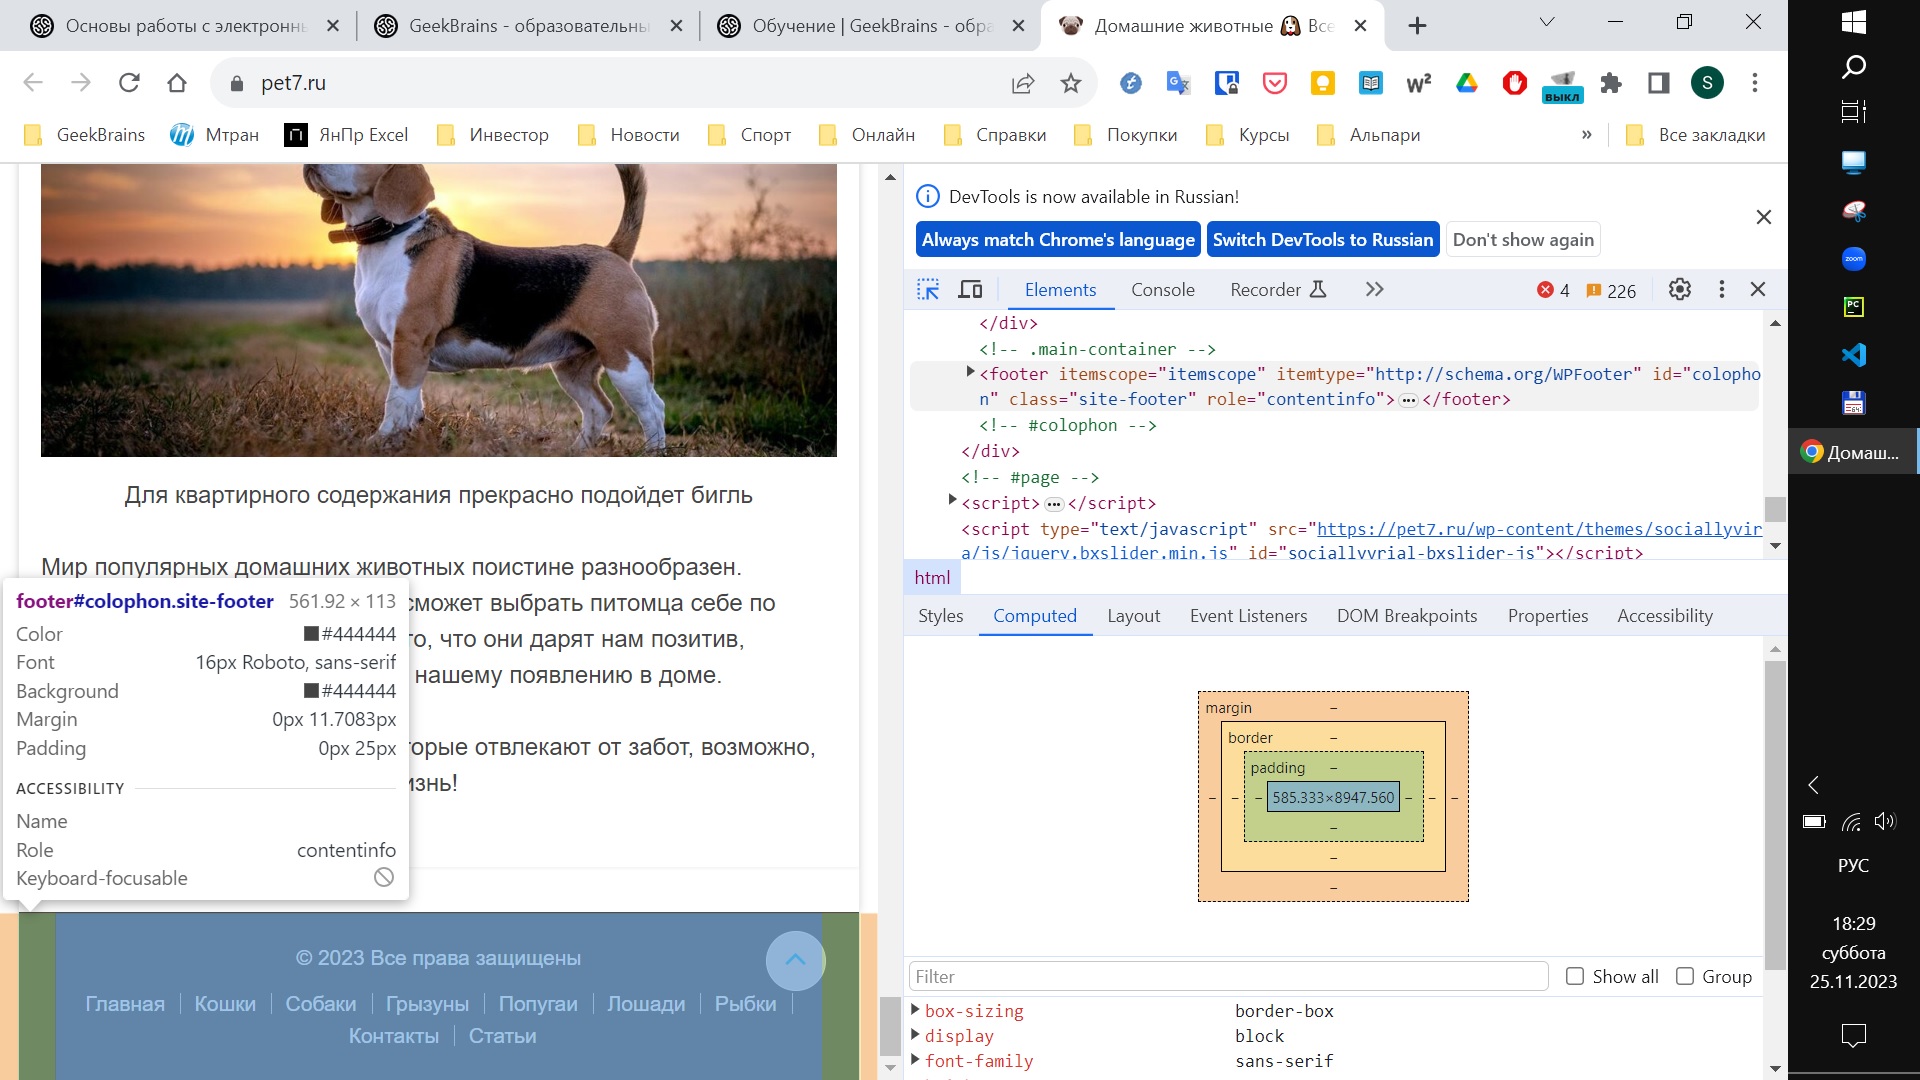 Основы работы с электронн
GeekBrains - образовательны
Обучение | GeekBrains - обра
Домашние животные Все
pet7.ru
выкл
S
GeekBrains
Мтран
ЯнПр Excel
Инвестор
Новости
Спорт
Онлайн
Справки
Покупки
Курсы
Альпари
»
Все закладки
Для квартирного содержания прекрасно подойдет бигль
Мир популярных домашних животных поистине разнообразен.
сможет выбрать питомца себе по
го, что они дарят нам позитив,
нашему появлению в доме.
торые отвлекают от забот, возможно,
изнь!
footer#colophon.site-footer 561.92 × 113
Color #444444
Font 16px Roboto, sans-serif
Background #444444
Margin 0px 11.7083px
Padding 0px 25px
ACCESSIBILITY
Name
Role contentinfo
Keyboard-focusable
© 2023 Все права защищены
Главная Кошки Собаки Грызуны Попугаи Лошади Рыбки
Контакты Статьи
DevTools is now available in Russian!
Always match Chrome's language Switch DevTools to Russian Don't show again
Elements Console Recorder 4 226
</div>
<!-- .main-container -->
<footer itemscope="itemscope" itemtype="http://schema.org/WPFooter" id="colopho
n" class="site-footer" role="contentinfo">…</footer>
<!-- #colophon -->
</div>
<!-- #page -->
<script>…</script>
<script type="text/javascript" src="https://pet7.ru/wp-content/themes/sociallyvir
a/js/jquery.bxslider.min.js" id="sociallyvrial-bxslider-js"></script>
html
Styles Computed Layout Event Listeners DOM Breakpoints Properties Accessibility
margin –
border –
padding –
– – – 585.333×8947.560 – – –
–
–
–
Filter Show all Group
box-sizing border-box
display block
font-family sans-serif
zoom
PC
64
Домаш...
РУС
18:29
суббота
25.11.2023